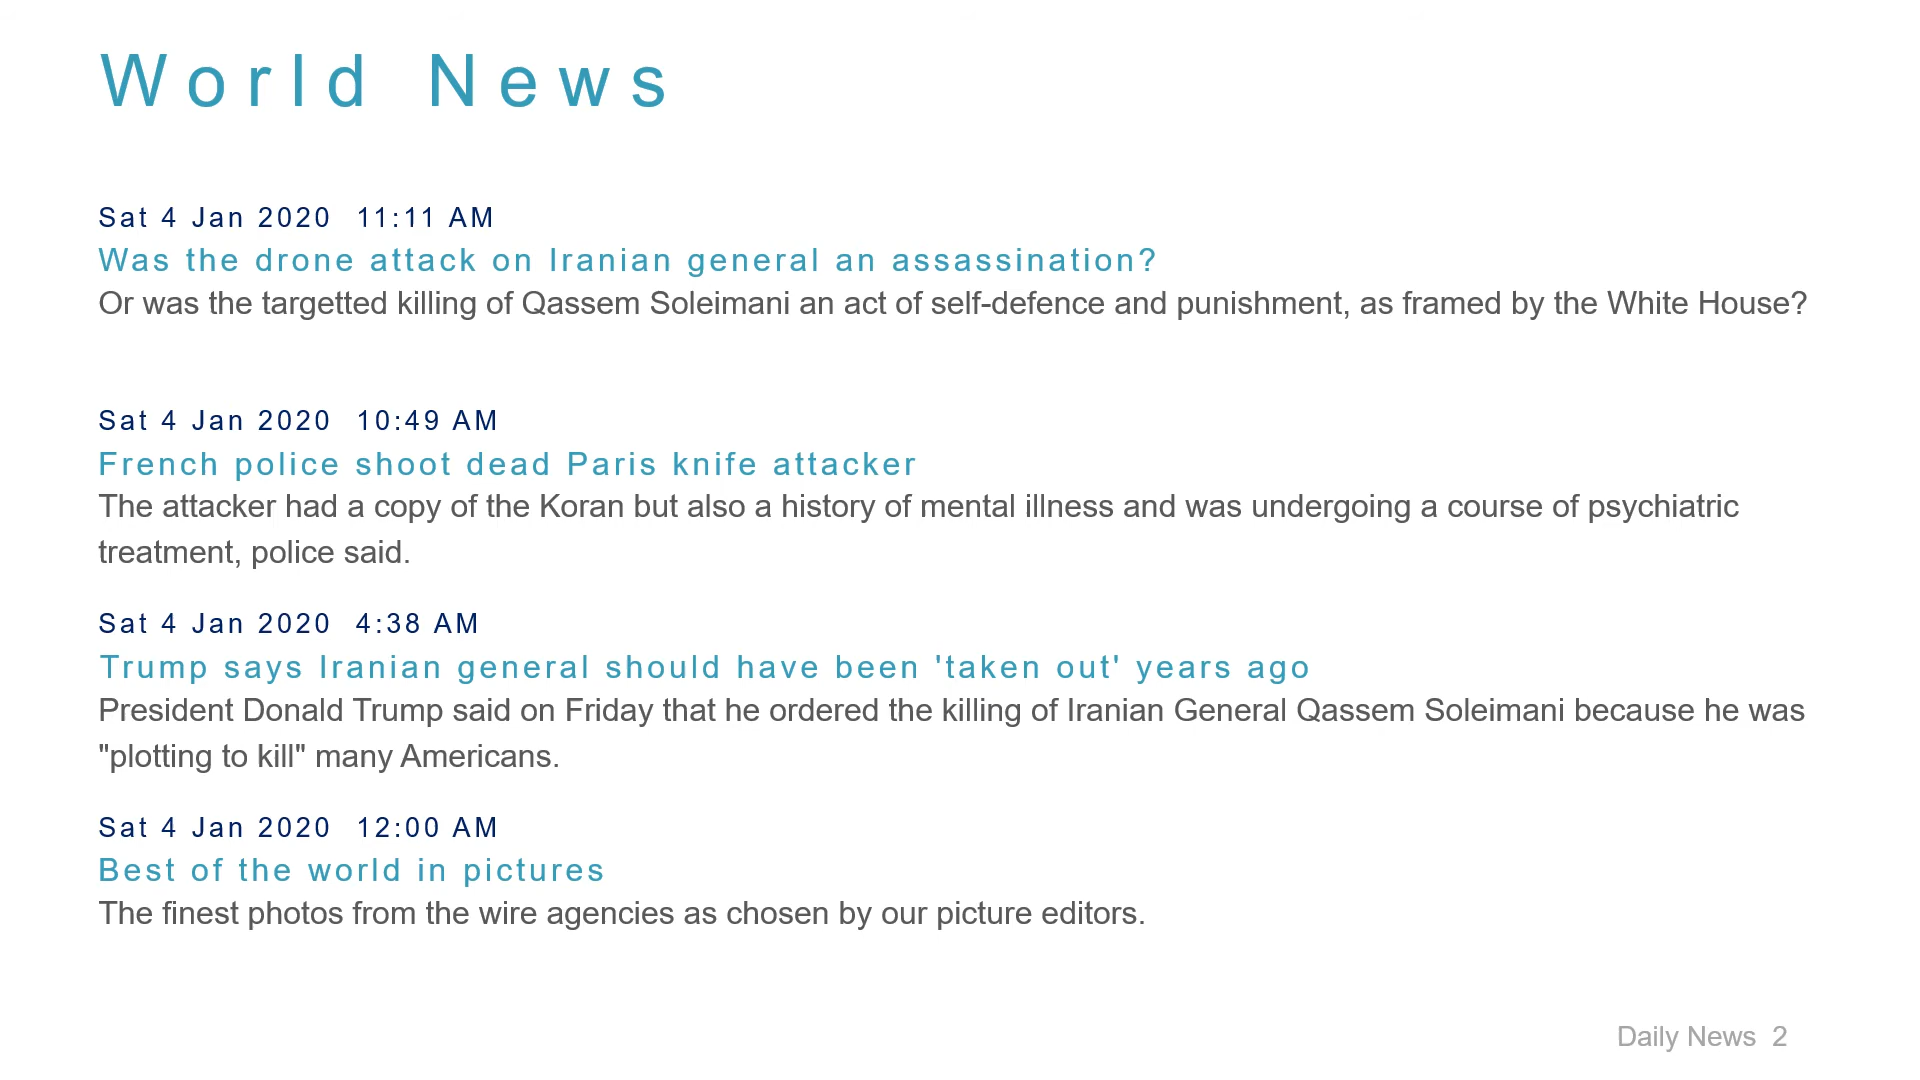 World News
Sat 4 Jan 2020 11:11 AM
Was the drone attack on Iranian general an assassination?
Or was the targetted killing of Qassem Soleimani an act of self-defence and punishment, as framed by the White House?
Sat 4 Jan 2020 10:49 AM
French police shoot dead Paris knife attacker
The attacker had a copy of the Koran but also a history of mental illness and was undergoing a course of psychiatric
treatment, police said.
Sat 4 Jan 2020 4:38 AM
Trump says Iranian general should have been 'taken out' years ago
President Donald Trump said on Friday that he ordered the killing of Iranian General Qassem Soleimani because he was
"plotting to kill" many Americans.
Sat 4 Jan 2020 12:00 AM
Best of the world in pictures
The finest photos from the wire agencies as chosen by our picture editors.
Daily News 2